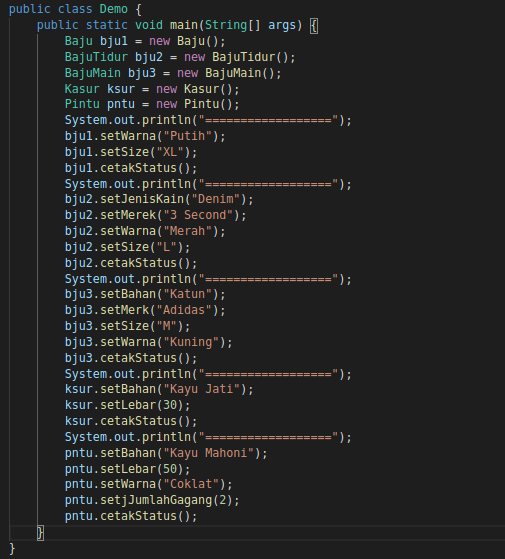 public class Demo {
    public static void main(String[] args) {
        Baju bju1 = new Baju();
        BajuTidur bju2 = new BajuTidur();
        BajuMain bju3 = new BajuMain();
        Kasur ksur = new Kasur();
        Pintu pntu = new Pintu();
        System.out.println("==================");
        bju1.setWarna("Putih");
        bju1.setSize("XL");
        bju1.cetakStatus();
        System.out.println("==================");
        bju2.setJenisKain("Denim");
        bju2.setMerek("3 Second");
        bju2.setWarna("Merah");
        bju2.setSize("L");
        bju2.cetakStatus();
        System.out.println("==================");
        bju3.setBahan("Katun");
        bju3.setMerk("Adidas");
        bju3.setSize("M");
        bju3.setWarna("Kuning");
        bju3.cetakStatus();
        System.out.println("==================");
        ksur.setBahan("Kayu Jati");
        ksur.setLebar(30);
        ksur.cetakStatus();
        System.out.println("==================");
        pntu.setBahan("Kayu Mahoni");
        pntu.setLebar(50);
        pntu.setWarna("Coklat");
        pntu.setjJumlahGagang(2);
        pntu.cetakStatus();
    }
}